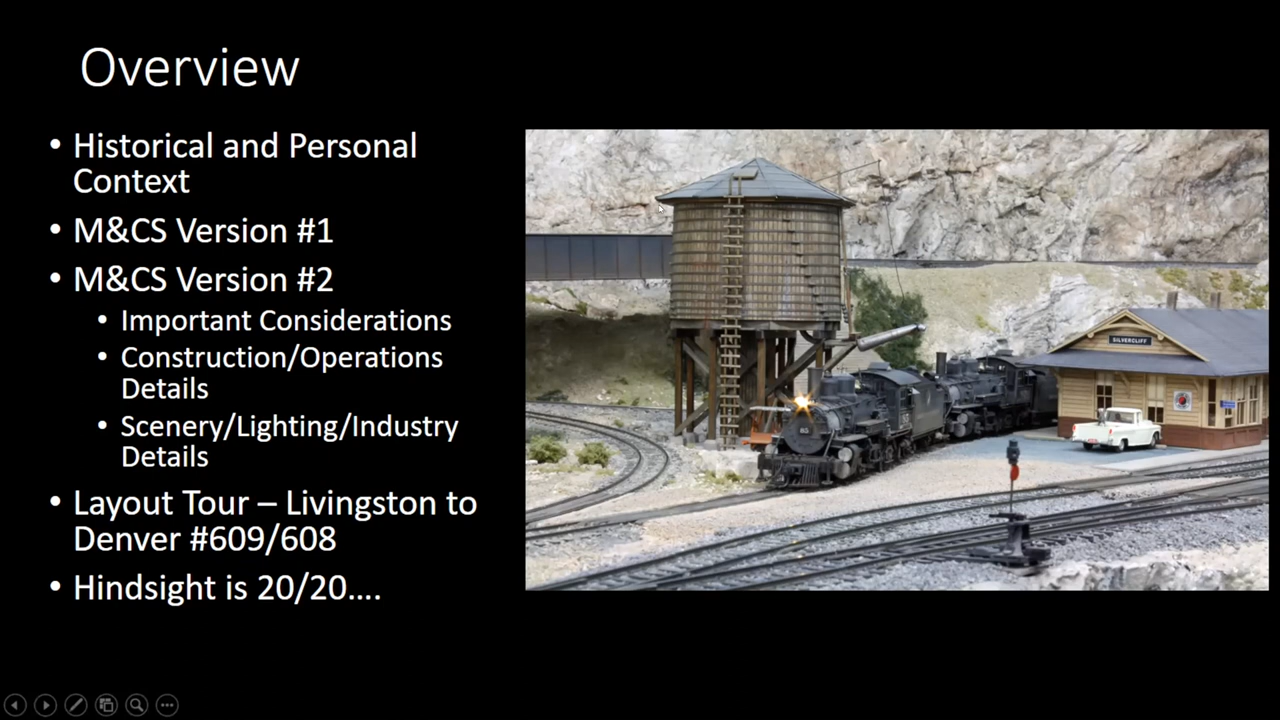 Overview
• Historical and Personal
Context
• M&CS Version #1
• M&CS Version #2
• Important Considerations
• Construction/Operations
Details
• Scenery/Lighting/Industry
Details
• Layout Tour – Livingston to
Denver #609/608
• Hindsight is 20/20….
SILVERCLIFF
85